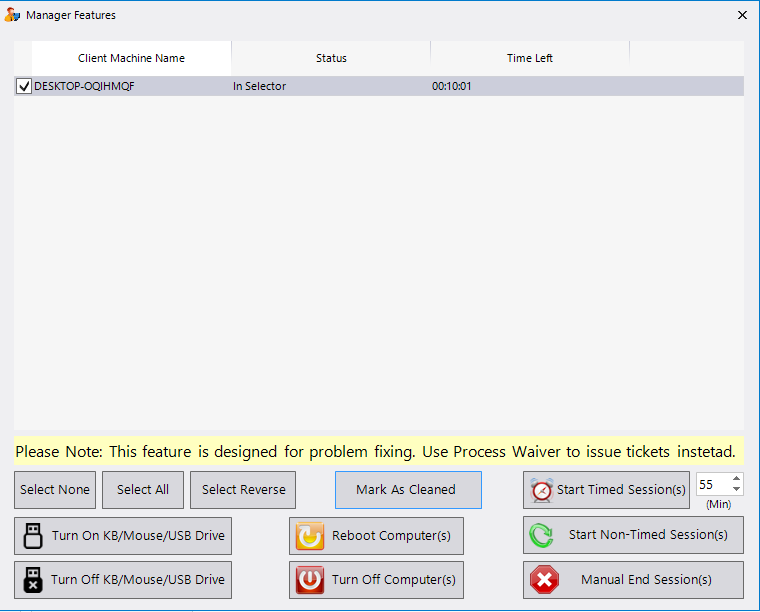 Manager Features
Client Machine Name Status Time Left
DESKTOP-OQIHMQF In Selector 00:10:01
Please Note: This feature is designed for problem fixing. Use Process Waiver to issue tickets instetad.
Select None Select All Select Reverse Mark As Cleaned Start Timed Session(s) 55
(Min)
Turn On KB/Mouse/USB Drive Reboot Computer(s) Start Non-Timed Session(s)
Turn Off KB/Mouse/USB Drive Turn Off Computer(s) Manual End Session(s)